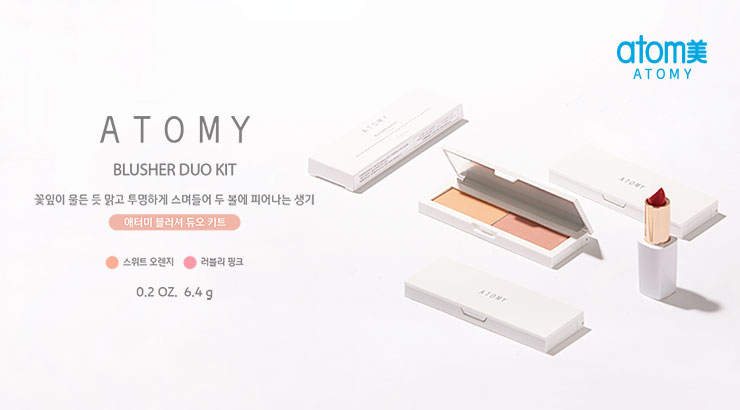 atom美
ATOMY
ATOMY
BLUSHER DUO KIT
꽃잎이 물든 듯 맑고 투명하게 스며들어 두 볼에 피어나는 생기
애터미 블러셔 듀오 키트
스위트 오렌지
러블리 핑크
0.2 OZ. 6.4 g
ATOMY
ATOMY
ATOMY